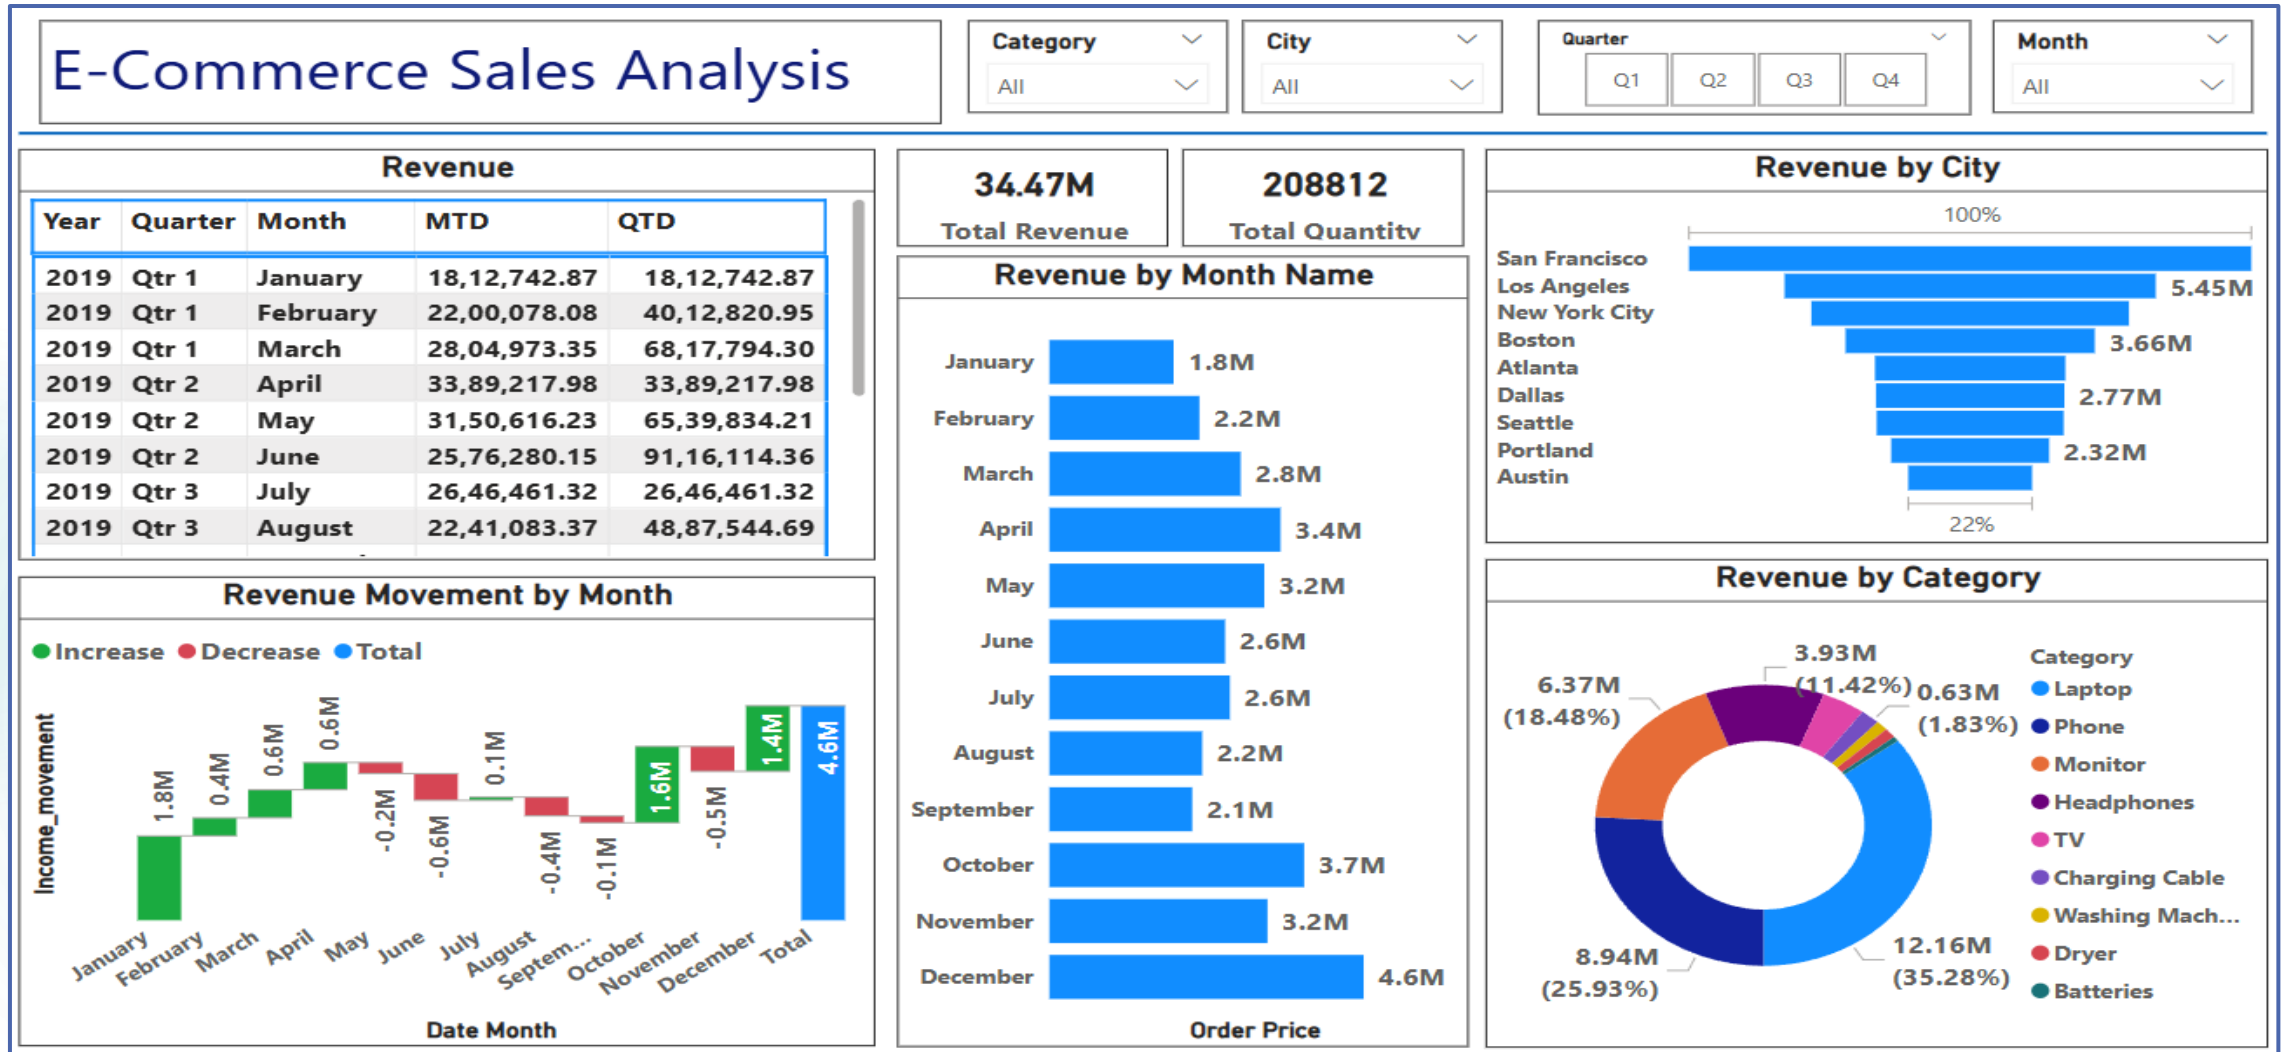 E-Commerce Sales Analysis
Category
All
City
All
Quarter
Q1 Q2 Q3 Q4
Month
All
Revenue
Year Quarter Month MTD QTD
2019 Qtr 1 January 18,12,742.87 18,12,742.87
2019 Qtr 1 February 22,00,078.08 40,12,820.95
2019 Qtr 1 March 28,04,973.35 68,17,794.30
2019 Qtr 2 April 33,89,217.98 33,89,217.98
2019 Qtr 2 May 31,50,616.23 65,39,834.21
2019 Qtr 2 June 25,76,280.15 91,16,114.36
2019 Qtr 3 July 26,46,461.32 26,46,461.32
2019 Qtr 3 August 22,41,083.37 48,87,544.69
Revenue Movement by Month
Increase Decrease Total
Income_movement
1.8M
0.4M
0.6M
0.6M
-0.2M
-0.6M
0.1M
-0.4M
-0.1M
1.6M
-0.5M
1.4M
4.6M
January
February
March
April
May
June
July
August
Septem...
October
November
December
Total
Date Month
34.47M
Total Revenue
208812
Total Quantity
Revenue by Month Name
January 1.8M
February 2.2M
March 2.8M
April 3.4M
May 3.2M
June 2.6M
July 2.6M
August 2.2M
September 2.1M
October 3.7M
November 3.2M
December 4.6M
Order Price
Revenue by City
100%
San Francisco
Los Angeles 5.45M
New York City
Boston 3.66M
Atlanta
Dallas 2.77M
Seattle
Portland 2.32M
Austin
22%
Revenue by Category
3.93M
(11.42%)
0.63M
(1.83%)
6.37M
(18.48%)
8.94M
(25.93%)
12.16M
(35.28%)
Category
Laptop
Phone
Monitor
Headphones
TV
Charging Cable
Washing Mach...
Dryer
Batteries